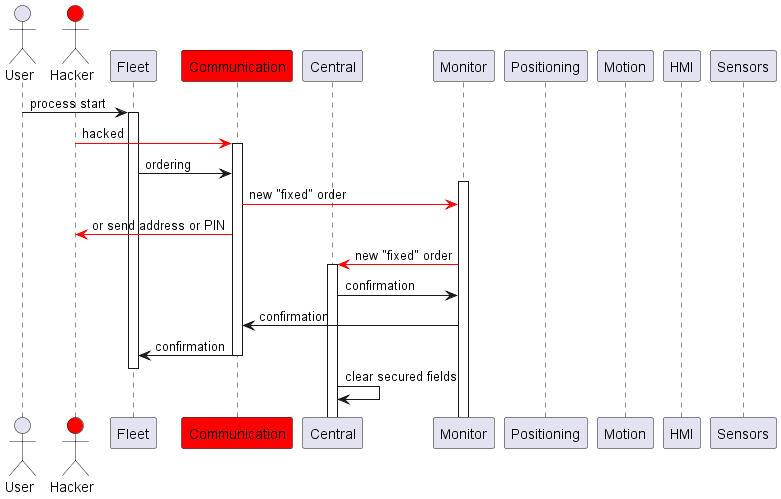 User
Hacker
Fleet
Communication
Central
Monitor
Positioning
Motion
HMI
Sensors
process start
hacked
ordering
new "fixed" order
or send address or PIN
new "fixed" order
confirmation
confirmation
confirmation
clear secured fields
User
Hacker
Fleet
Communication
Central
Monitor
Positioning
Motion
HMI
Sensors